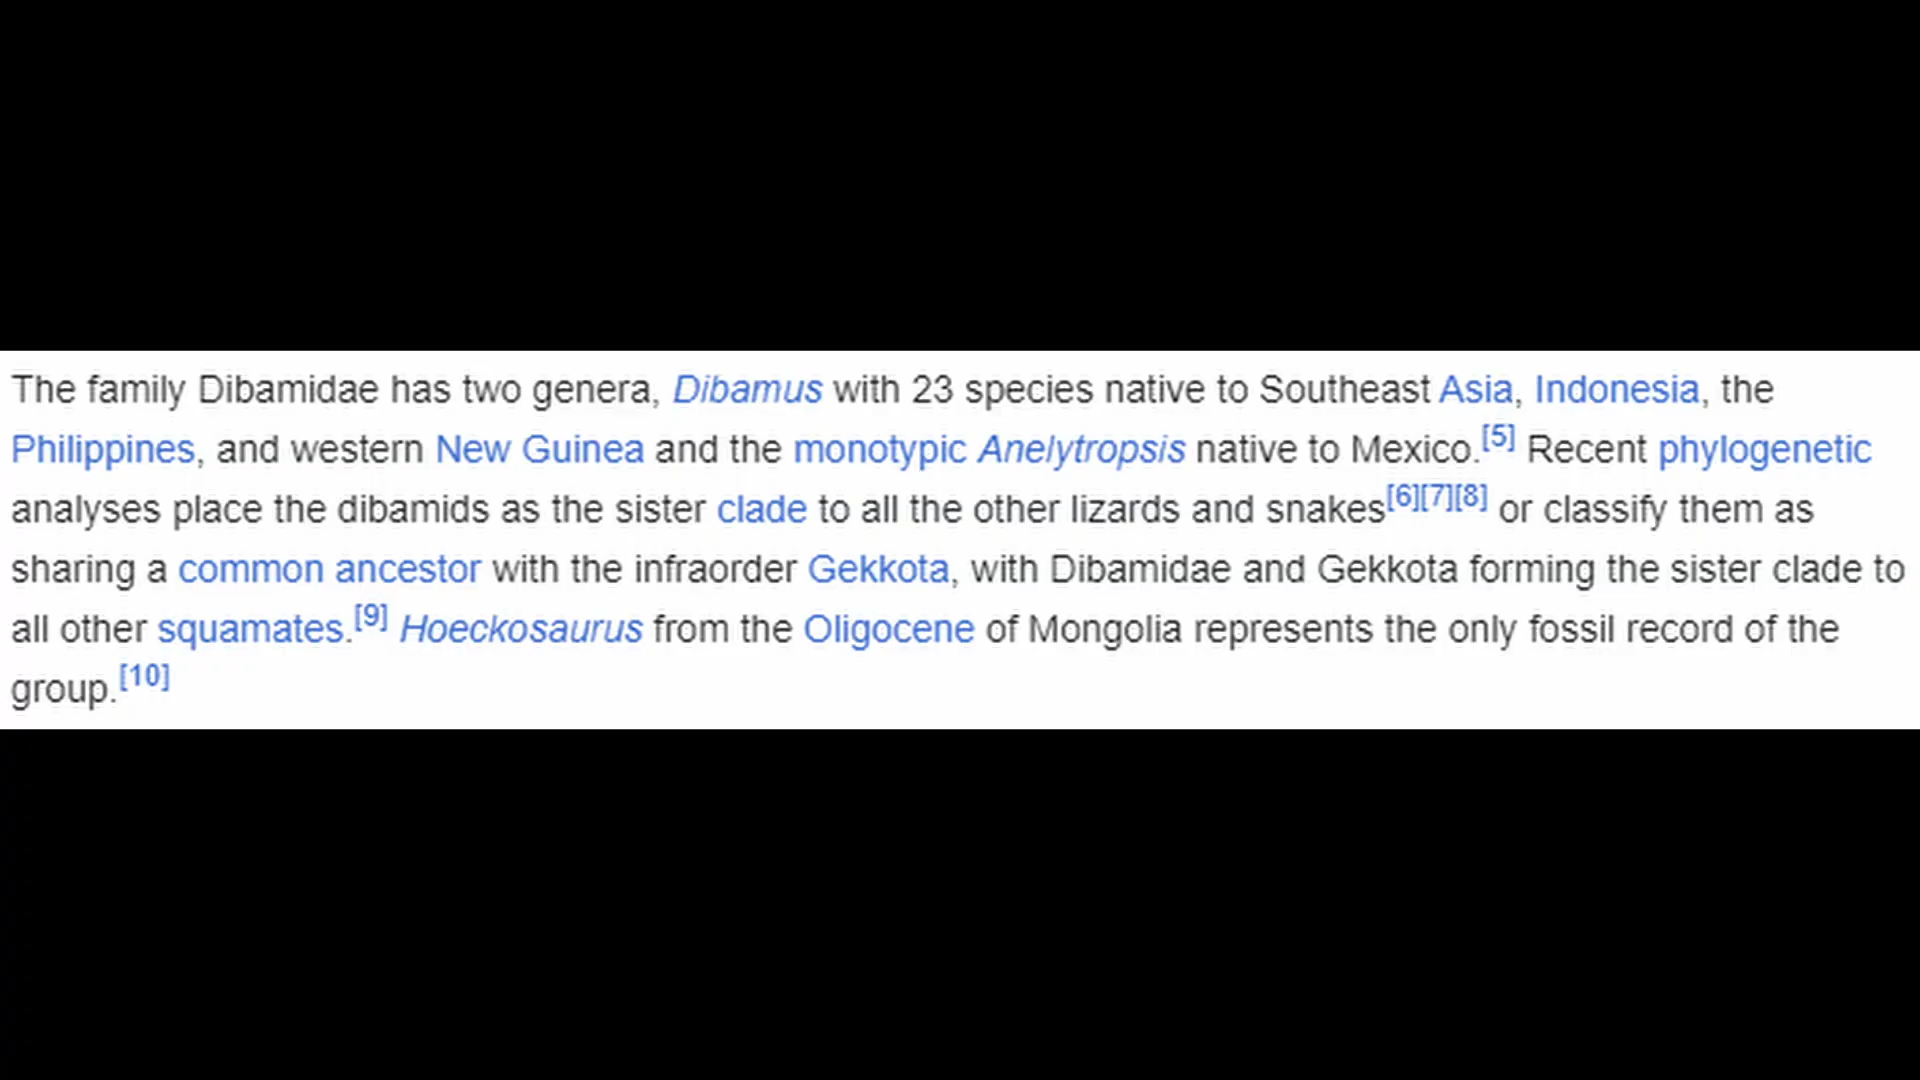 The family Dibamidae has two genera, Dibamus with 23 species native to Southeast Asia, Indonesia, the
Philippines, and western New Guinea and the monotypic Anelytropsis native to Mexico.[5] Recent phylogenetic
analyses place the dibamids as the sister clade to all the other lizards and snakes[6][7][8] or classify them as
sharing a common ancestor with the infraorder Gekkota, with Dibamidae and Gekkota forming the sister clade to
all other squamates.[9] Hoeckosaurus from the Oligocene of Mongolia represents the only fossil record of the
group.[10]